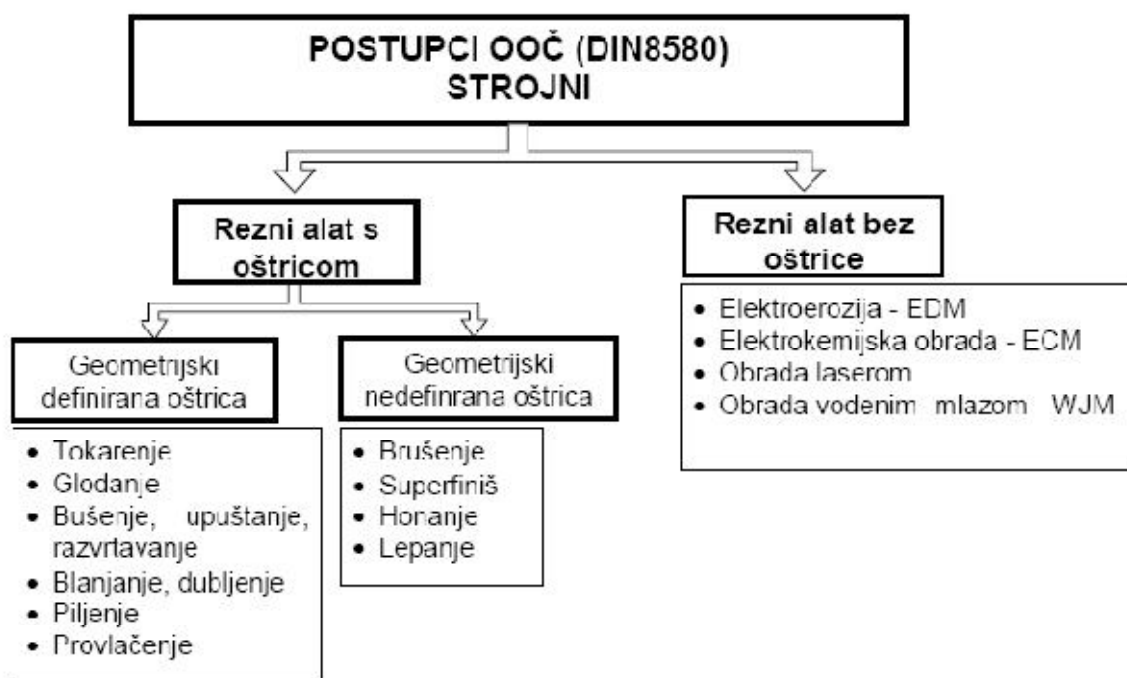 POSTUPCI OOČ (DIN8580)
STROJNI
Rezni alat s
oštricom
Geometrijski
definirana oštrica
• Tokarenje
• Glodanje
• Bušenje, upuštanje,
razvrtavanje
• Blanjanje, dubljenje
• Piljenje
• Provlačenje
Geometrijski
nedefinrana oštrica
• Brušenje
• Superfiniš
• Honanje
• Lepanje
Rezni alat bez
oštrice
• Elektroerozija - EDM
• Elektrokemijska obrada - ECM
• Obrada laserom
• Obrada vodenim mlazom WJM